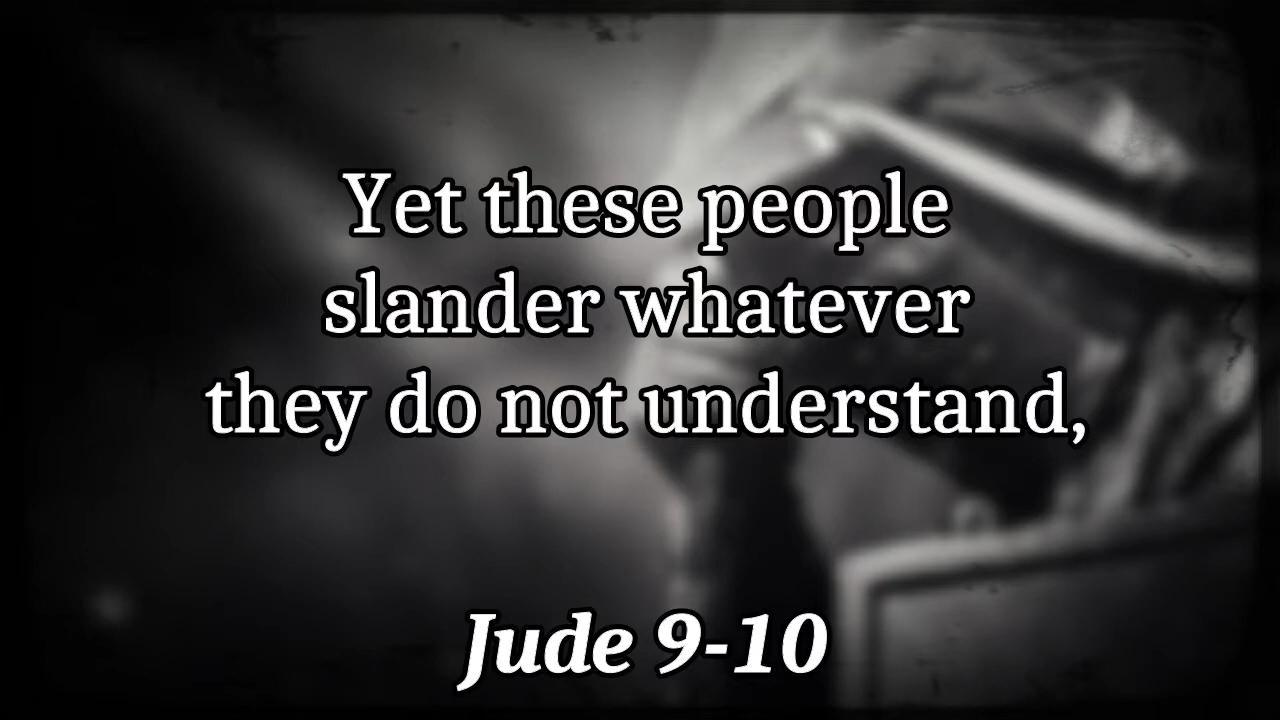 Yet these people
slander whatever
they do not understand,
Jude 9-10